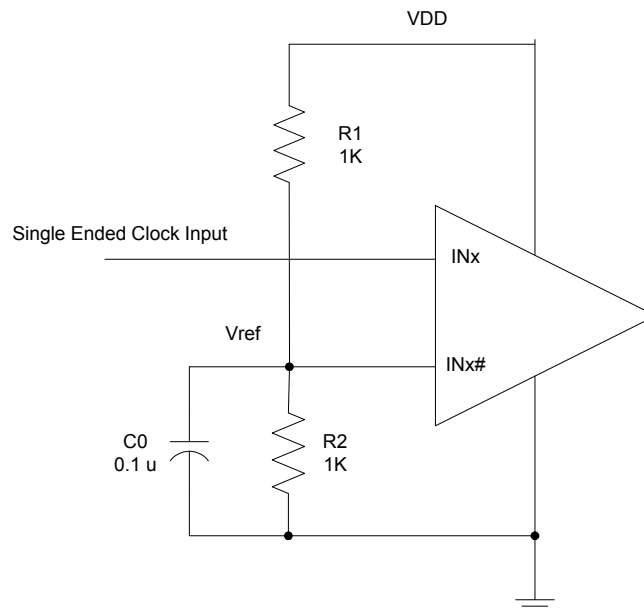 VDD
R1
1K
Single Ended Clock Input
INx
Vref
INx#
C0
0.1 u
R2
1K